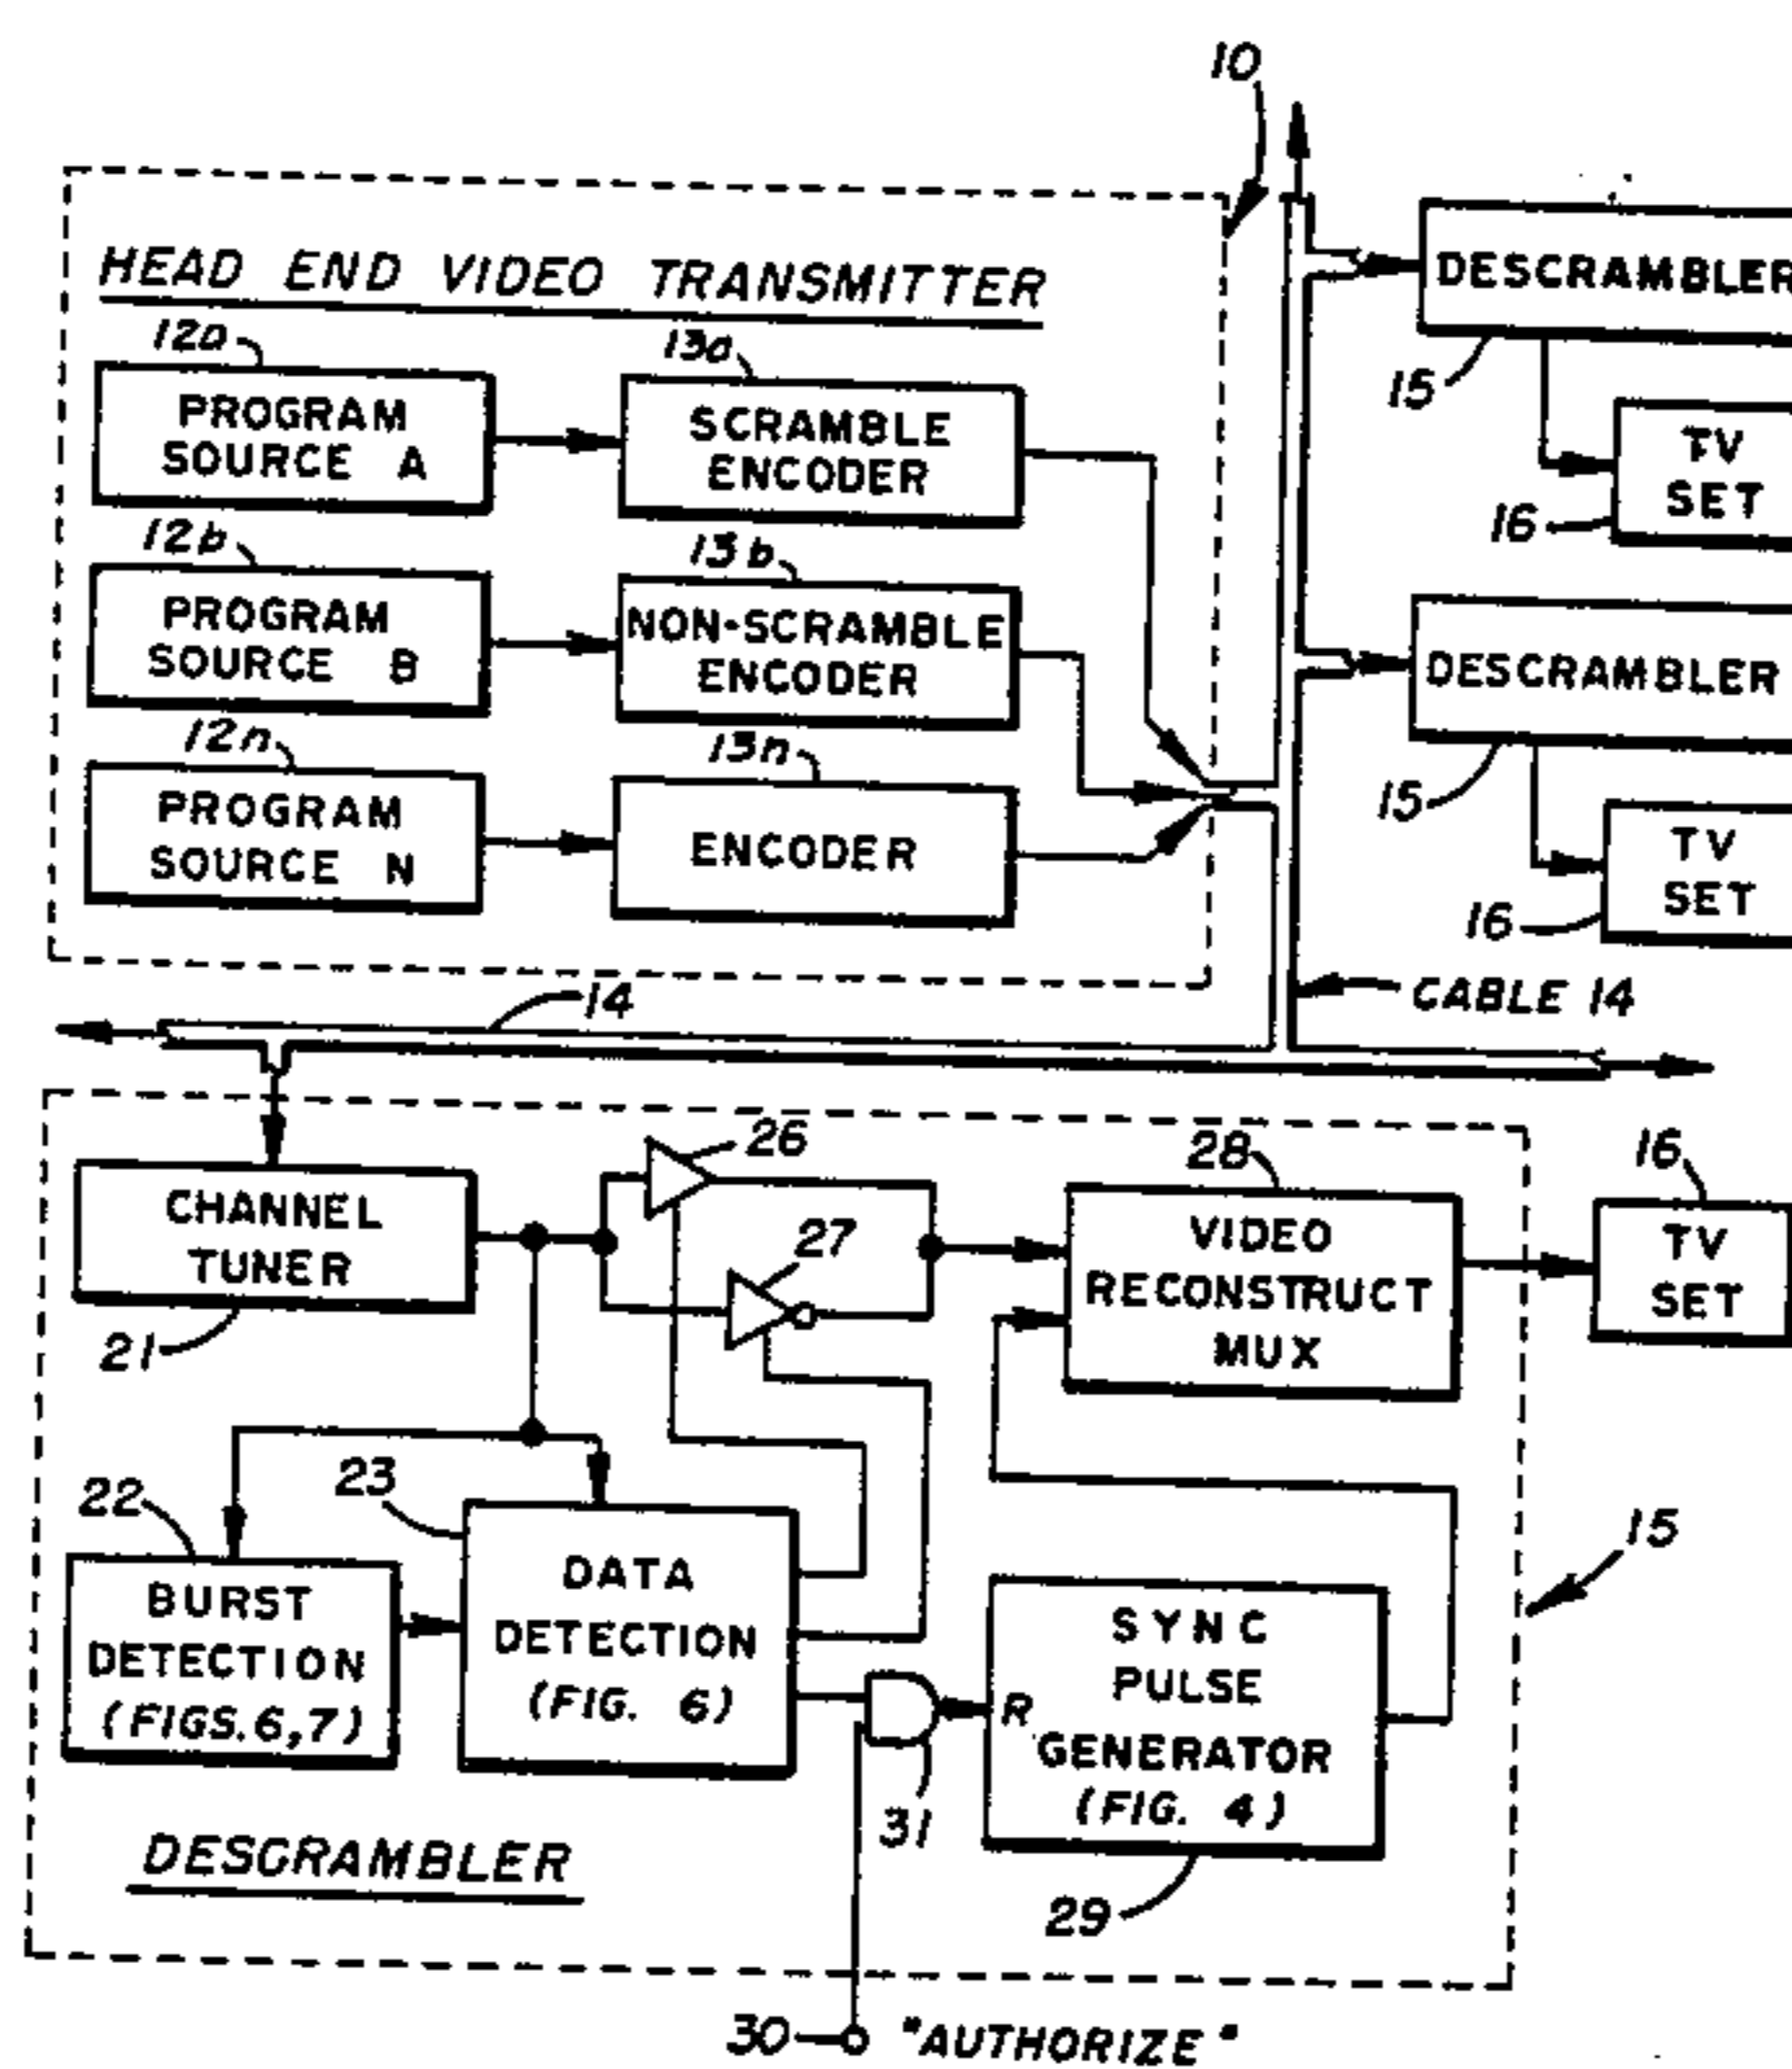 10
HEAD END VIDEO TRANSMITTER
12a
13a
PROGRAM
SOURCE A
SCRAMBLE
ENCODER
DESCRAMBLER
15
TV
SET
16
12b
13b
PROGRAM
SOURCE B
NON-SCRAMBLE
ENCODER
DESCRAMBLER
15
TV
SET
16
12n
13n
PROGRAM
SOURCE N
ENCODER
14
CABLE 14
26
28
16
CHANNEL
TUNER
21
27
VIDEO
RECONSTRUCT
MUX
TV
SET
22
23
15
BURST
DETECTION
(FIGS.6,7)
DATA
DETECTION
(FIG. 6)
R
SYNC
PULSE
GENERATOR
(FIG. 4)
31
29
DESCRAMBLER
30
"AUTHORIZE"